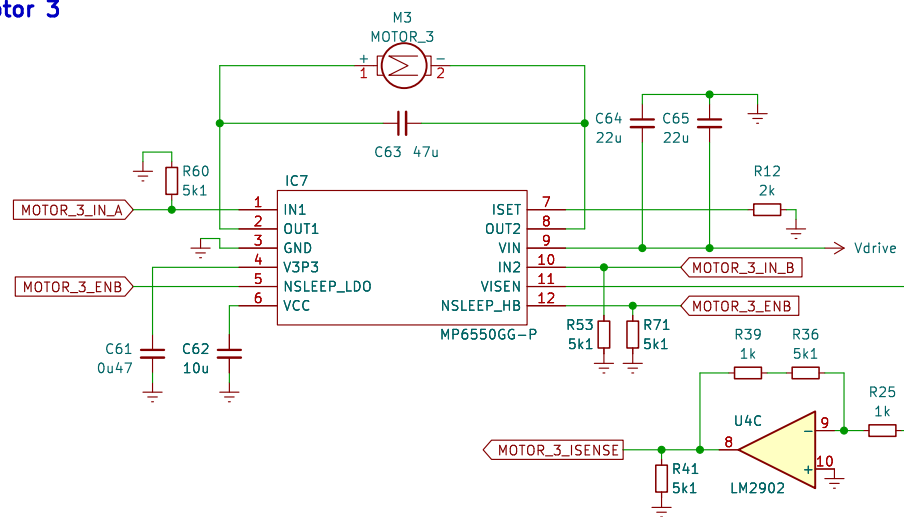 otor 3
M3
MOTOR_3
+ −
1 2
C63 47u
C64
22u
C65
22u
R60
5k1
IC7
R12
2k
MOTOR_3_IN_A
1 IN1
ISET 7
2 OUT1
OUT2 8
3 GND
VIN 9
Vdrive
4 V3P3
IN2 10
MOTOR_3_IN_B
MOTOR_3_ENB
5 NSLEEP_LDO
VISEN 11
6 VCC
NSLEEP_HB 12
MOTOR_3_ENB
MP6550GG-P
R53
5k1
R71
5k1
C61
0u47
C62
10u
R39
1k
R36
5k1
R25
1k
U4C
9 −
8
10 +
LM2902
MOTOR_3_ISENSE
R41
5k1